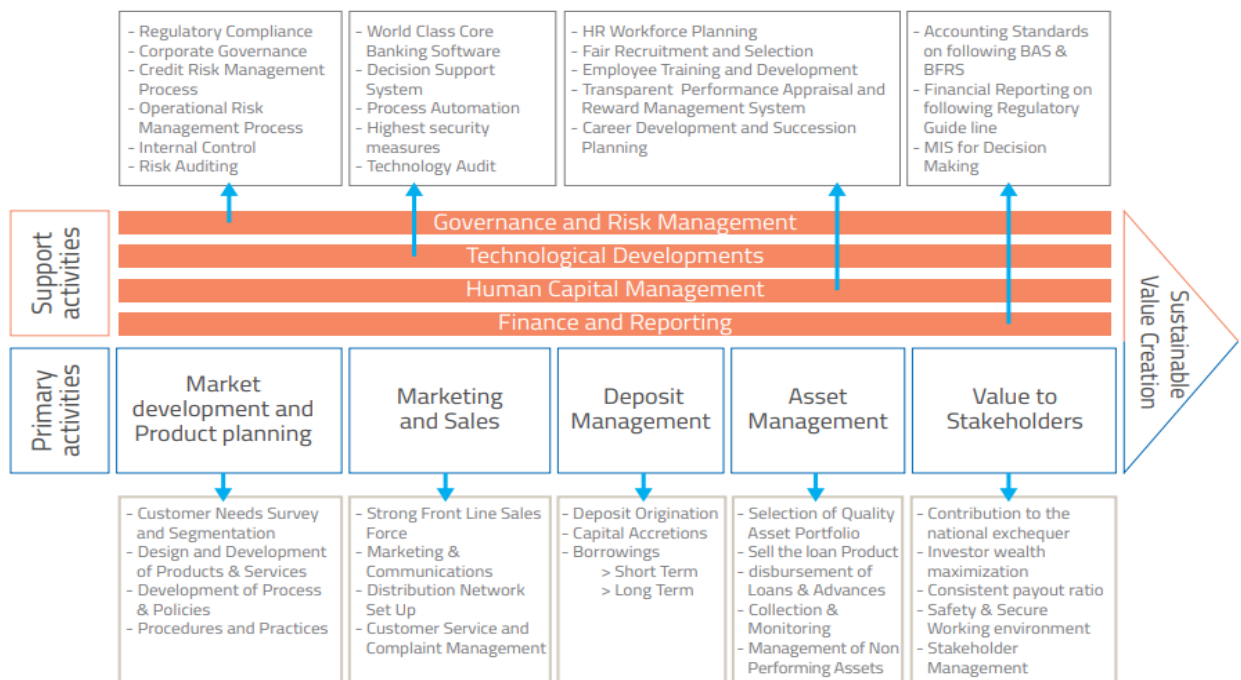 - Regulatory Compliance
- Corporate Governance
- Credit Risk Management
Process
- Operational Risk
Management Process
- Internal Control
- Risk Auditing
- World Class Core
Banking Software
- Decision Support
System
- Process Automation
- Highest security
measures
- Technology Audit
- HR Workforce Planning
- Fair Recruitment and Selection
- Employee Training and Development
- Transparent Performance Appraisal and
Reward Management System
- Career Development and Succession
Planning
- Accounting Standards
on following BAS &
BFRS
- Financial Reporting on
following Regulatory
Guide line
- MIS for Decision
Making
Support
activities
Governance and Risk Management
Technological Developments
Human Capital Management
Finance and Reporting
Sustainable
Value Creation
Primary
activities
Market
development and
Product planning
Marketing
and Sales
Deposit
Management
Asset
Management
Value to
Stakeholders
- Customer Needs Survey
and Segmentation
- Design and Development
of Products & Services
- Development of Process
& Policies
- Procedures and Practices
- Strong Front Line Sales
Force
- Marketing &
Communications
- Distribution Network
Set Up
- Customer Service and
Complaint Management
- Deposit Origination
- Capital Accretions
- Borrowings
> Short Term
> Long Term
- Selection of Quality
Asset Portfolio
- Sell the loan Product
- disbursement of
Loans & Advances
- Collection &
Monitoring
- Management of Non
Performing Assets
- Contribution to the
national exchequer
- Investor wealth
maximization
- Consistent payout ratio
- Safety & Secure
Working environment
- Stakeholder
Management